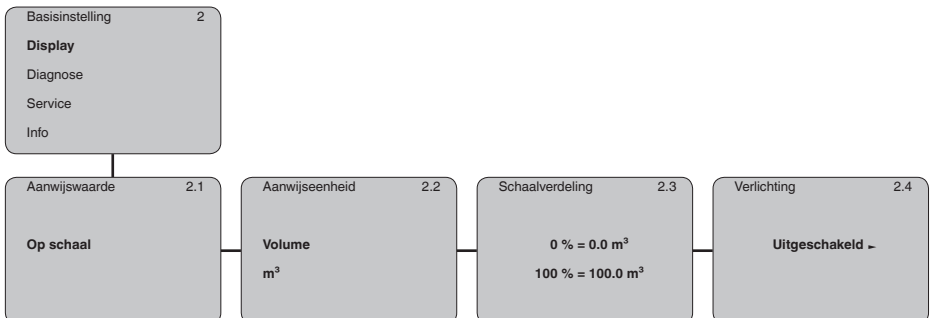 Basisinstelling 2
Display
Diagnose
Service
Info
Aanwijswaarde 2.1
Op schaal
Aanwijseenheid 2.2
Volume
m³
Schaalverdeling 2.3
0 % = 0.0 m³
100 % = 100.0 m³
Verlichting 2.4
Uitgeschakeld ►